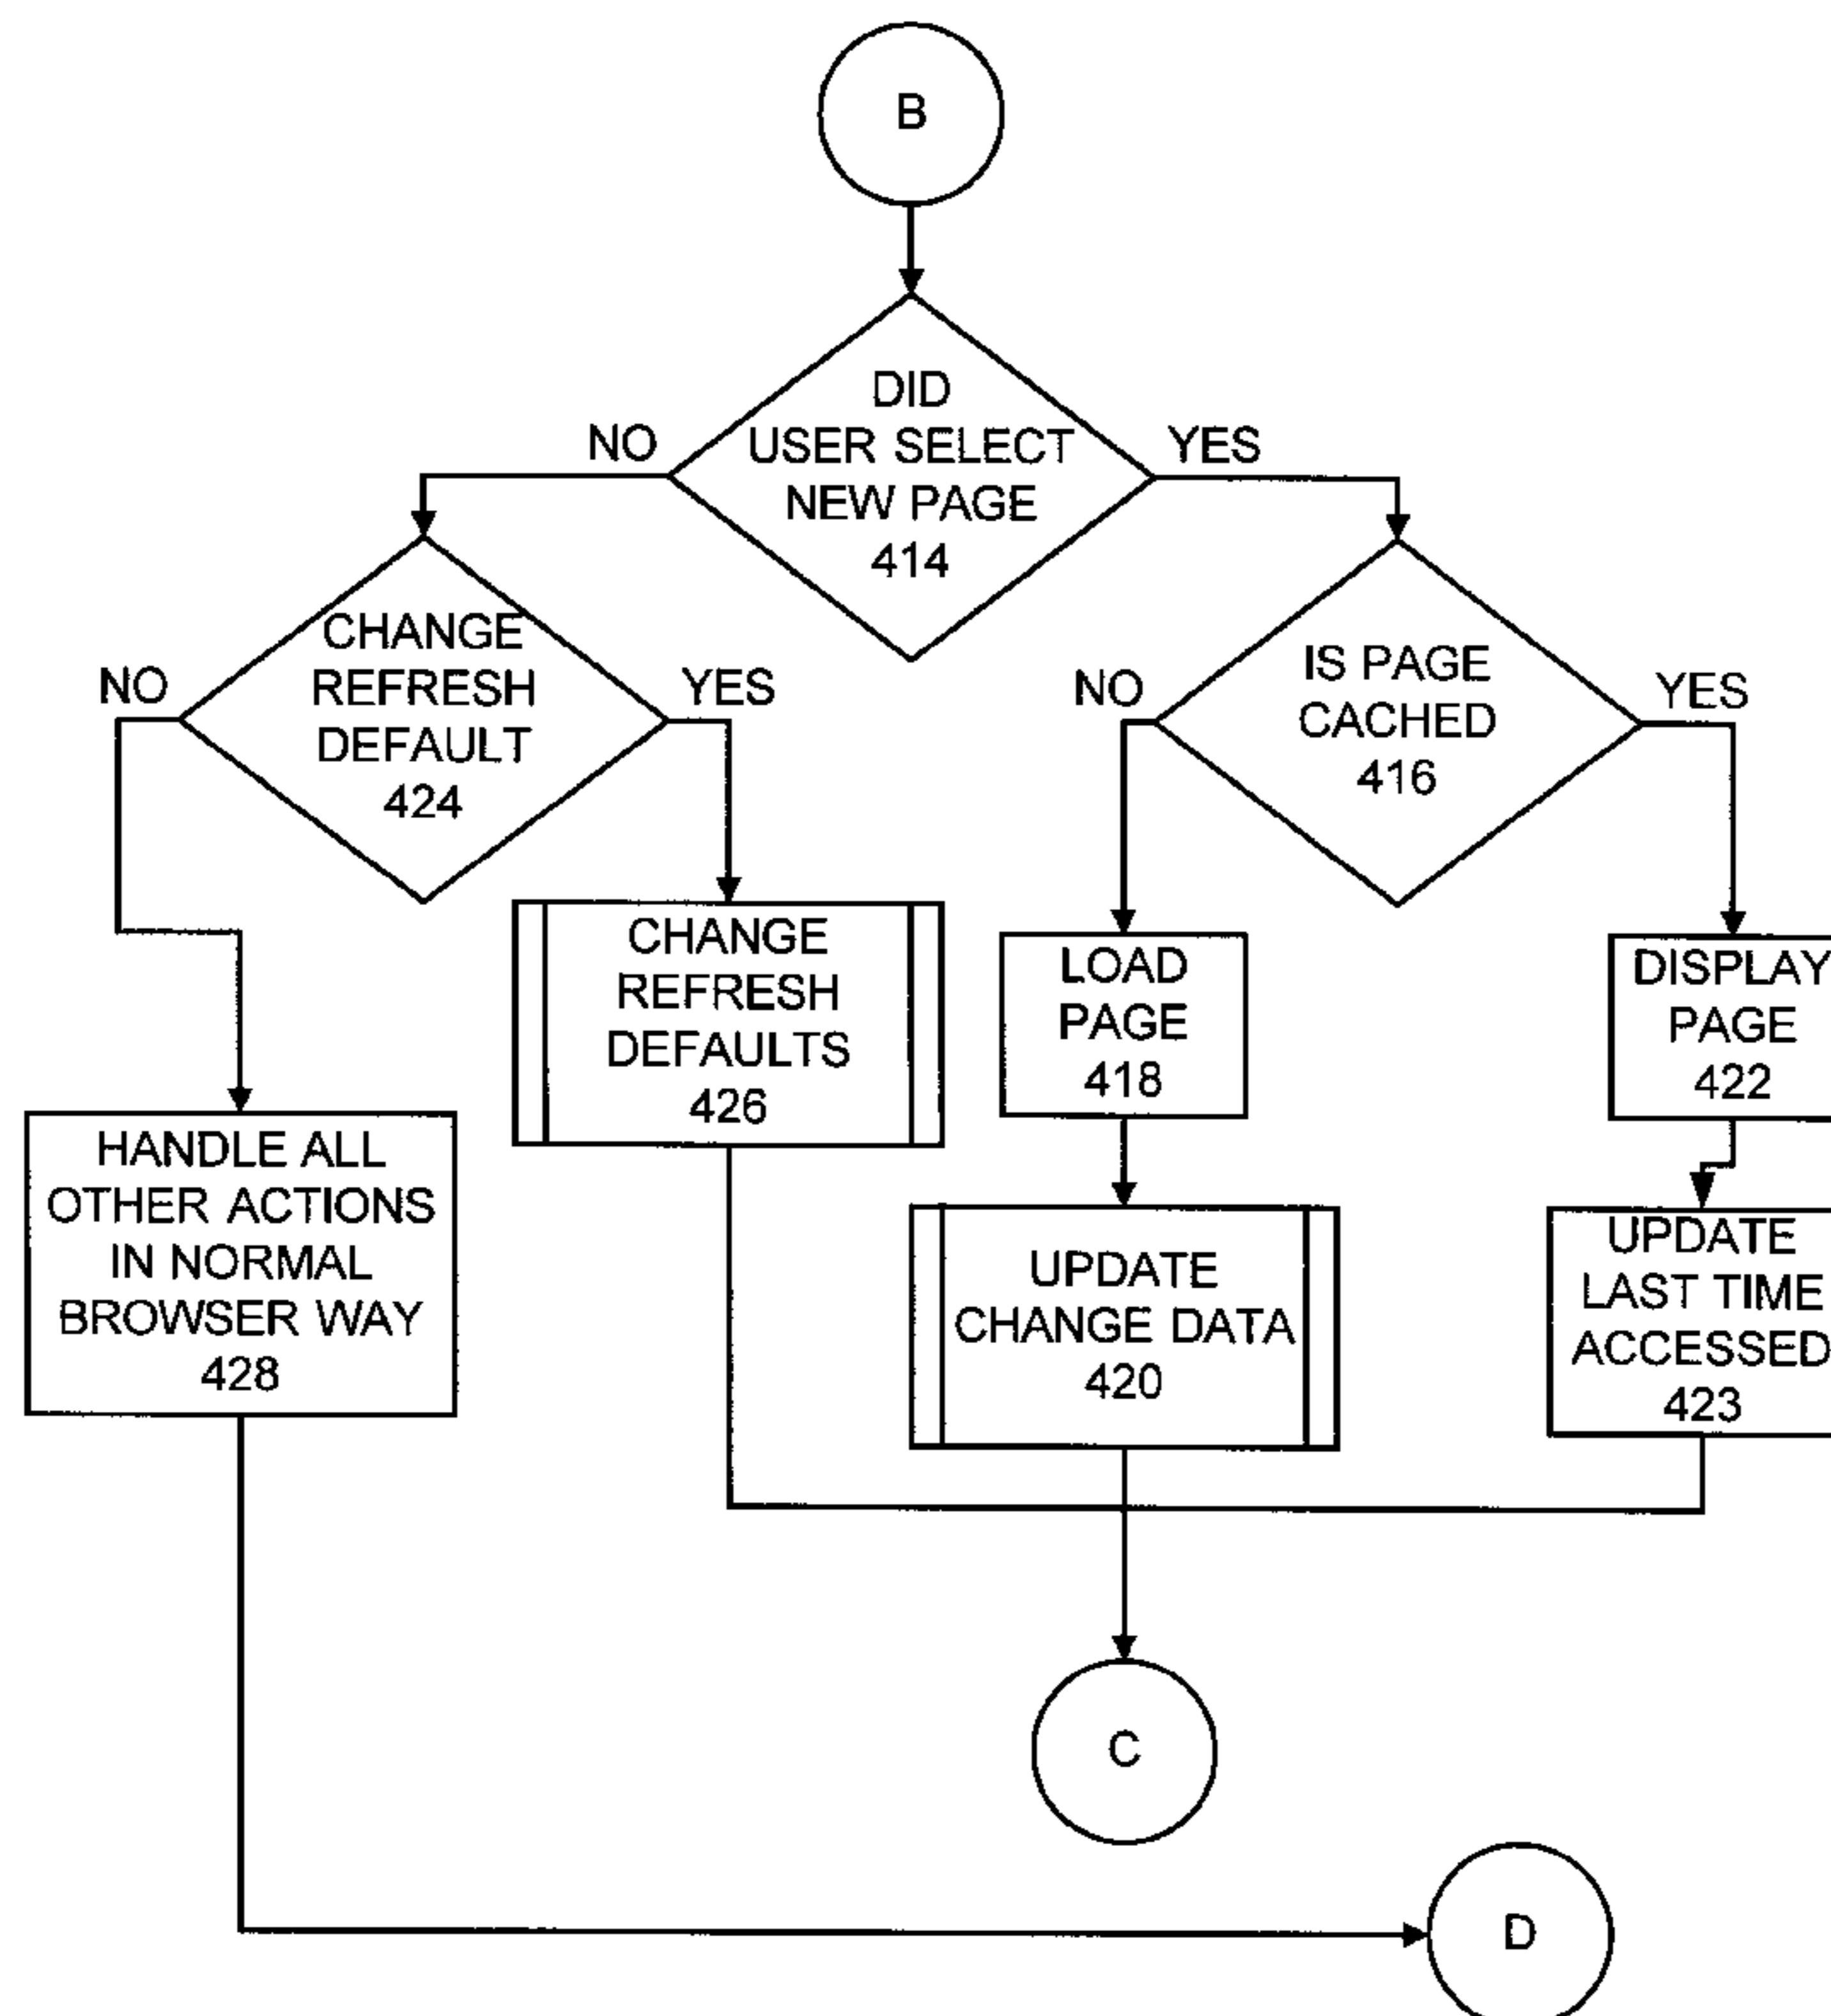 B
DID
USER SELECT
NEW PAGE
414
NO
YES
CHANGE
REFRESH
DEFAULT
424
NO
YES
IS PAGE
CACHED
416
NO
YES
CHANGE
REFRESH
DEFAULTS
426
LOAD
PAGE
418
DISPLAY
PAGE
422
HANDLE ALL
OTHER ACTIONS
IN NORMAL
BROWSER WAY
428
UPDATE
CHANGE DATA
420
UPDATE
LAST TIME
ACCESSED
423
C
D